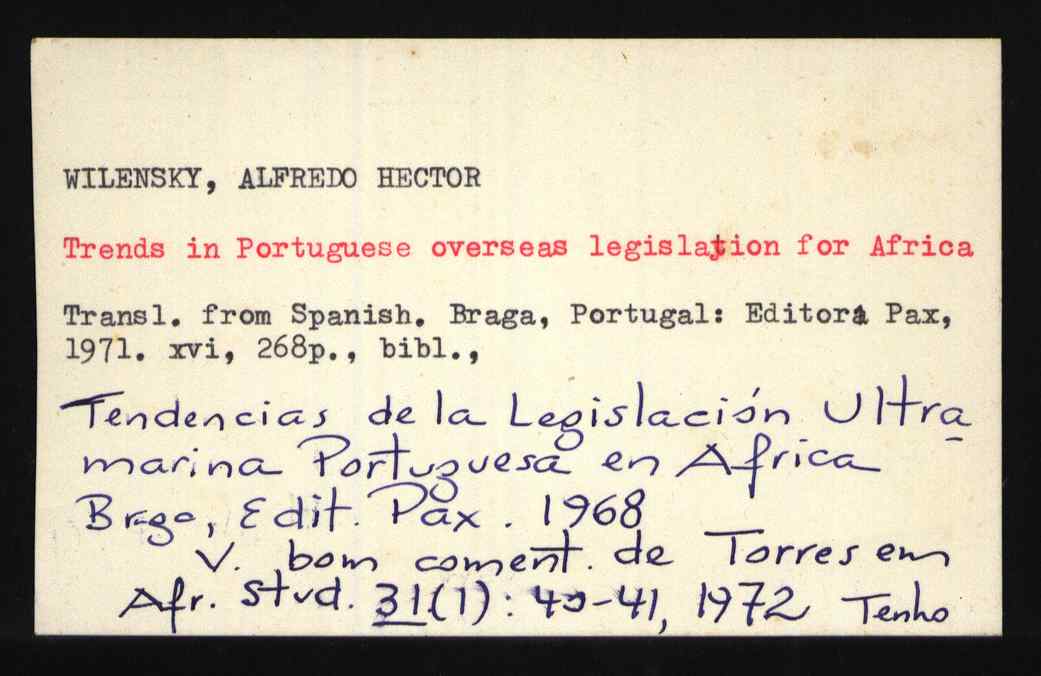 WILENSKY, ALFREDO HECTOR
Trends in Portuguese overseas legislation for Africa
Transl. from Spanish. Braga, Portugal: Editora Pax,
1971. xvi, 268p., bibl.,
Tendencias de la Legislación Ultra
marina Portuguesa en Africa
Braga, Edit. Pax. 1968
V. bom coment. de Torres em
Afr. Stud. 31(1): 40-41, 1972 Tenho